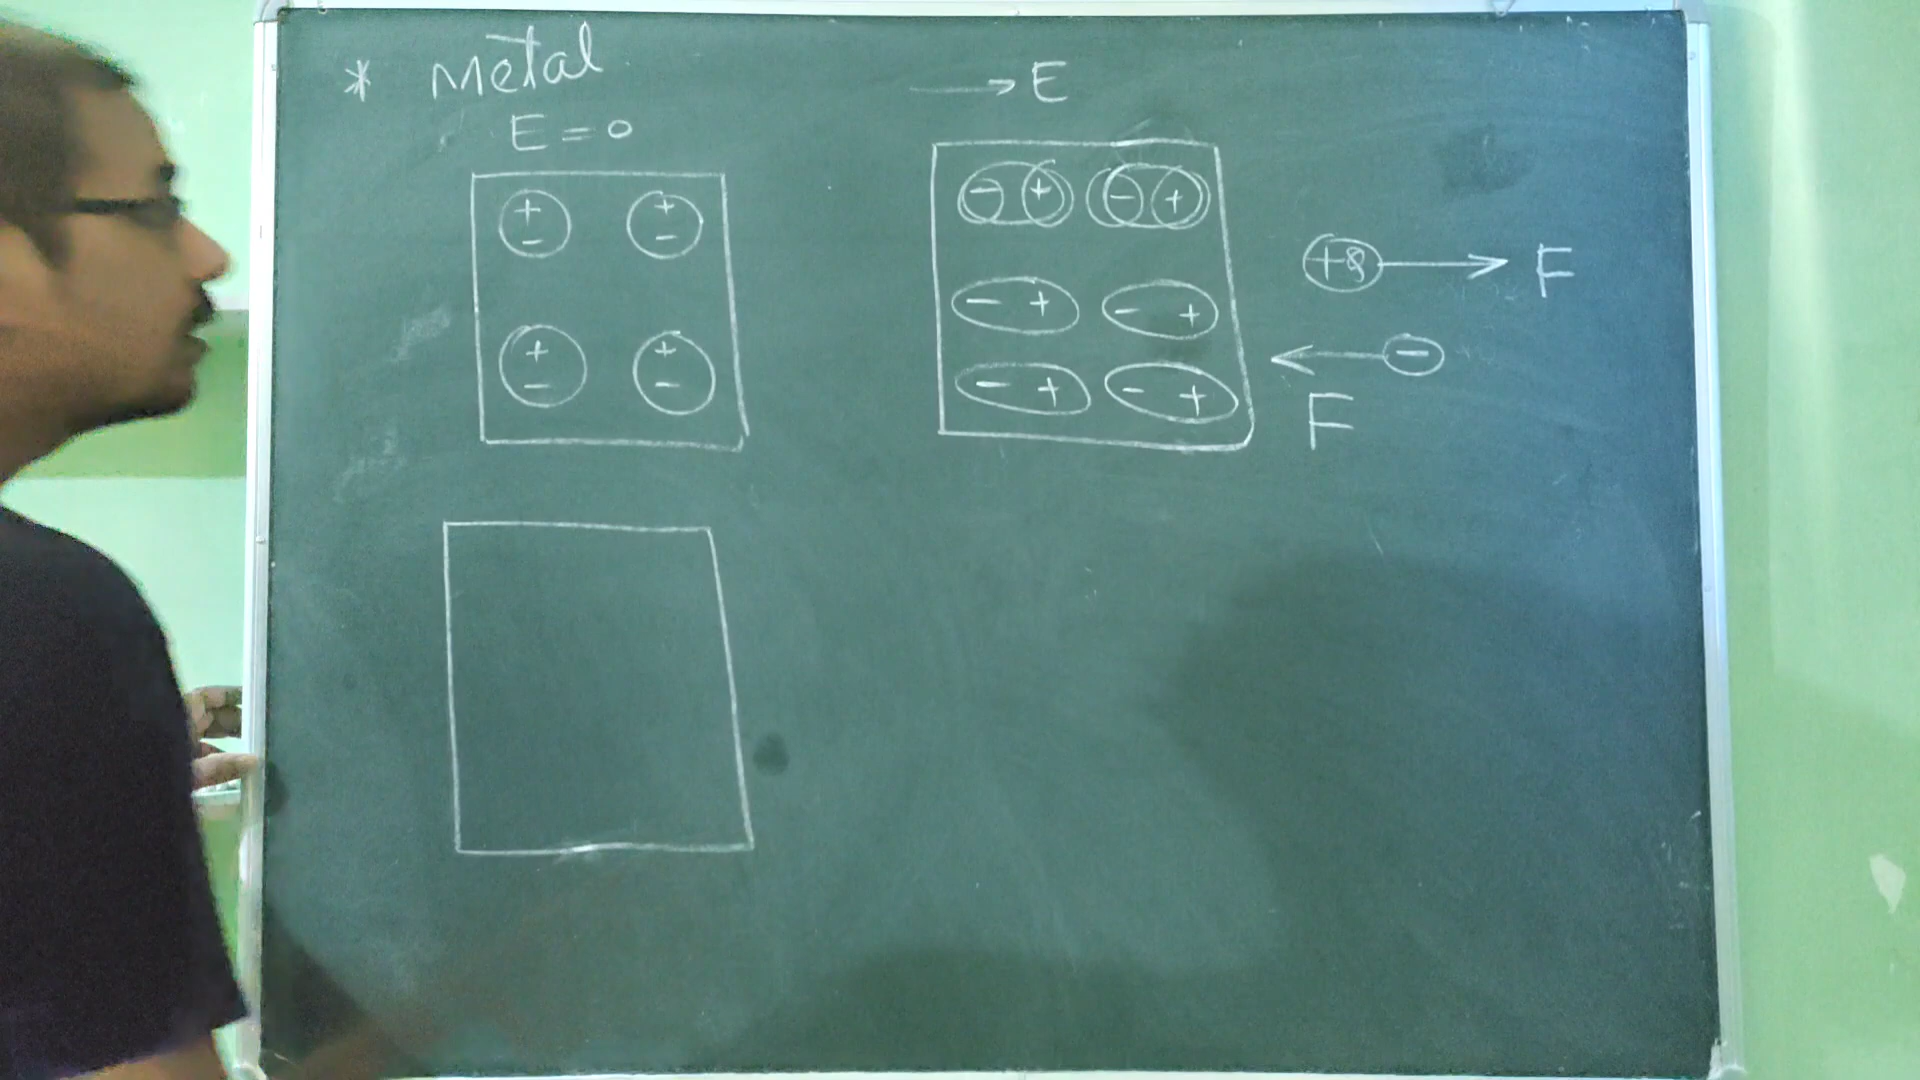 * Metal
E = 0
→ E
+ +
- -
+ +
- -
- + - +
- + - +
- + - +
+q → F
← -
F